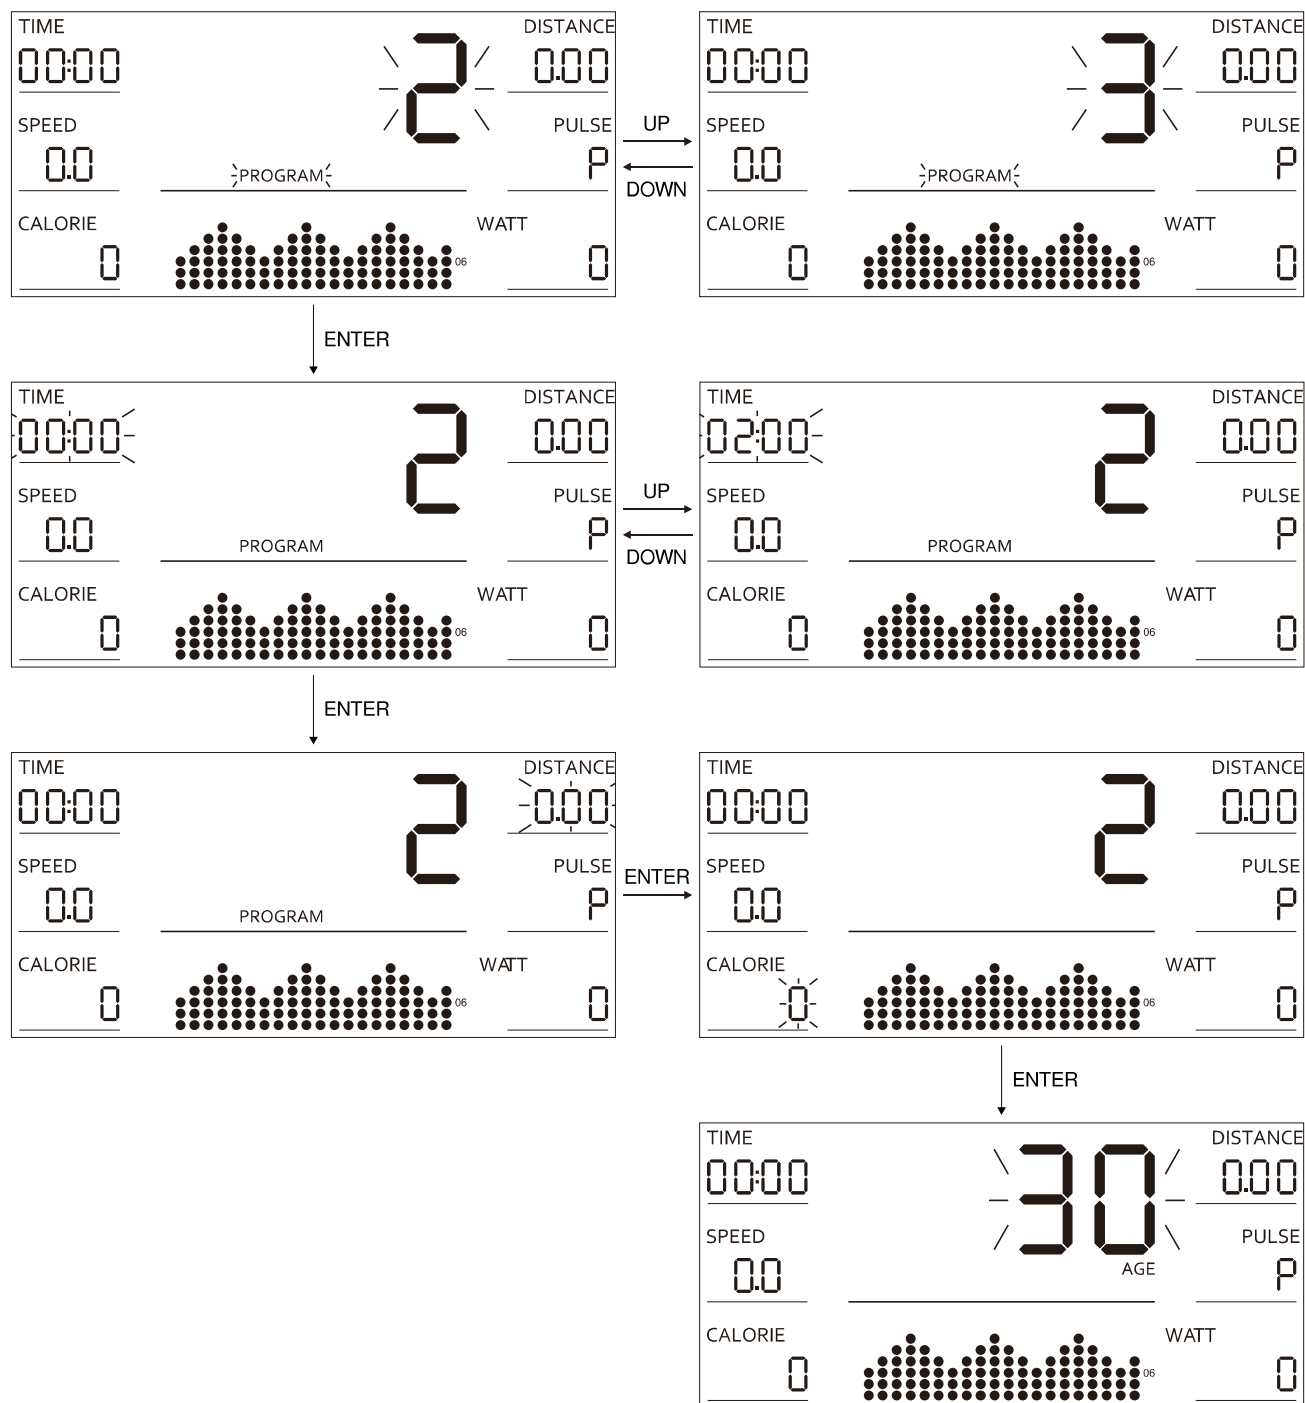 TIME
2
DISTANCE
00:00
0.00
SPEED
PULSE
0.0
P
PROGRAM
CALORIE
WATT
0
06
0
UP
DOWN
TIME
3
DISTANCE
00:00
0.00
SPEED
PULSE
0.0
P
PROGRAM
CALORIE
WATT
0
06
0
ENTER
TIME
2
DISTANCE
00:00
0.00
SPEED
PULSE
0.0
P
PROGRAM
CALORIE
WATT
0
06
0
UP
DOWN
TIME
2
DISTANCE
02:00
0.00
SPEED
PULSE
0.0
P
PROGRAM
CALORIE
WATT
0
06
0
ENTER
TIME
2
DISTANCE
00:00
0.00
SPEED
PULSE
0.0
P
PROGRAM
CALORIE
WATT
0
06
0
ENTER
TIME
2
DISTANCE
00:00
0.00
SPEED
PULSE
0.0
P
CALORIE
WATT
0
06
0
ENTER
TIME
30
DISTANCE
00:00
0.00
SPEED
PULSE
AGE
0.0
P
CALORIE
WATT
0
06
0